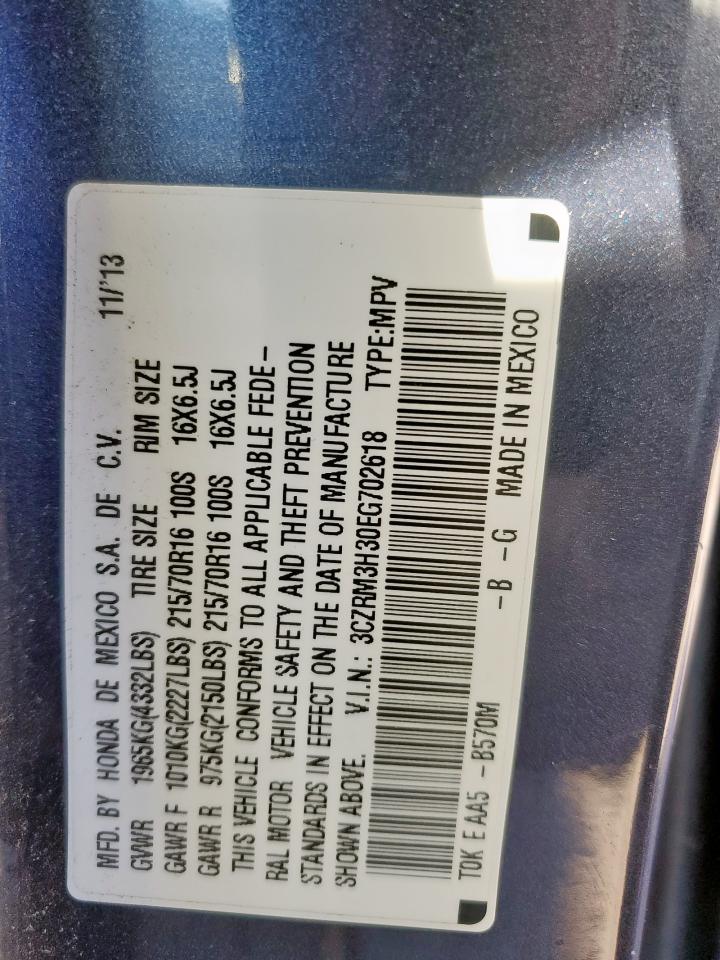 MFD. BY HONDA DE MEXICO S.A. DE C.V. 11/'13
GVWR 1965KG(4332LBS) TIRE SIZE RIM SIZE
GAWR F 1010KG(2227LBS) 215/70R16 100S 16X6.5J
GAWR R 975KG(2150LBS) 215/70R16 100S 16X6.5J
THIS VEHICLE CONFORMS TO ALL APPLICABLE FEDE-
RAL MOTOR VEHICLE SAFETY AND THEFT PREVENTION
STANDARDS IN EFFECT ON THE DATE OF MANUFACTURE
SHOWN ABOVE. V.I.N.: 3CZRM3H30EG702618 TYPE:MPV
T0K E AA5 -B570M -B -G MADE IN MEXICO